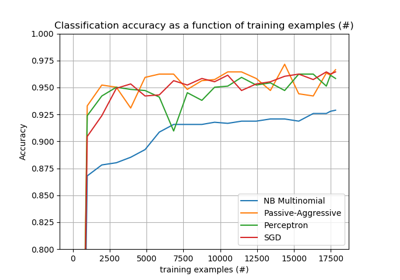 Classification accuracy as a function of training examples (#)
1.000
0.975
0.950
0.925
0.900
0.875
0.850
0.825
0.800
Accuracy
NB Multinomial
Passive-Aggressive
Perceptron
SGD
0 2500 5000 7500 10000 12500 15000 17500
training examples (#)